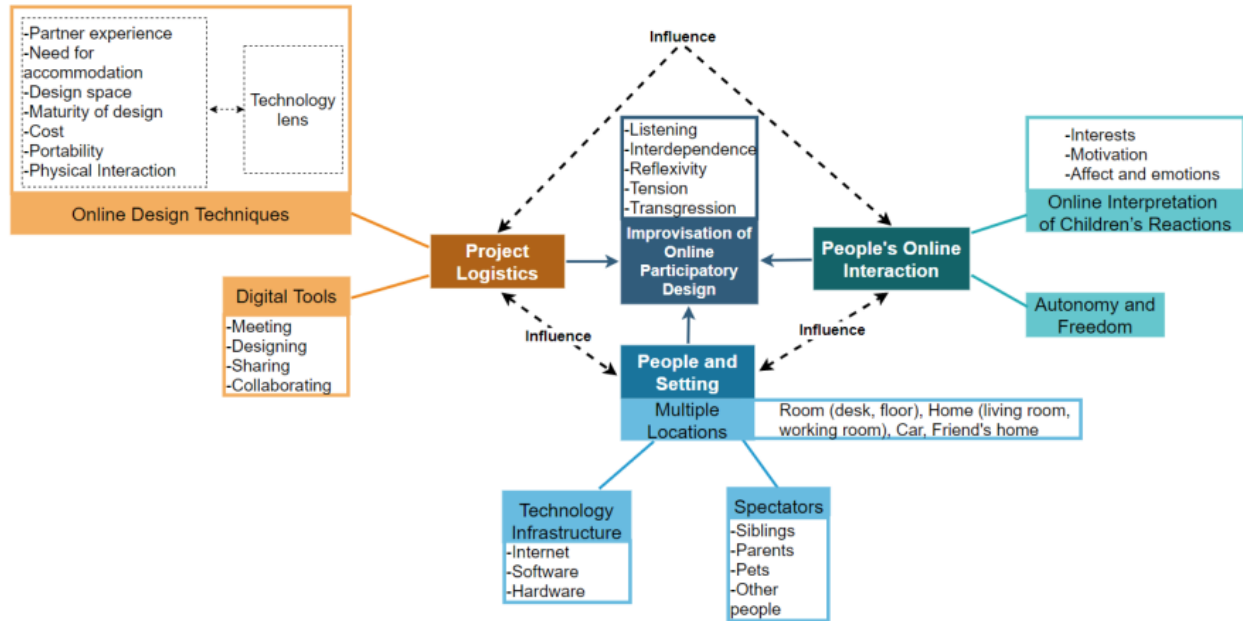 -Partner experience
-Need for
accommodation
-Design space
-Maturity of design
-Cost
-Portability
-Physical Interaction
Technology
lens
Online Design Techniques
Influence
-Listening
-Interdependence
-Reflexivity
-Tension
-Transgression
Improvisation of
Online
Participatory
Design
-Interests
-Motivation
-Affect and emotions
Online Interpretation
of Children's Reactions
Project
Logistics
People's Online
Interaction
Digital Tools
-Meeting
-Designing
-Sharing
-Collaborating
Autonomy and
Freedom
Influence
Influence
People and
Setting
Multiple
Locations
Room (desk, floor), Home (living room,
working room), Car, Friend's home
Technology
Infrastructure
-Internet
-Software
-Hardware
Spectators
-Siblings
-Parents
-Pets
-Other
people